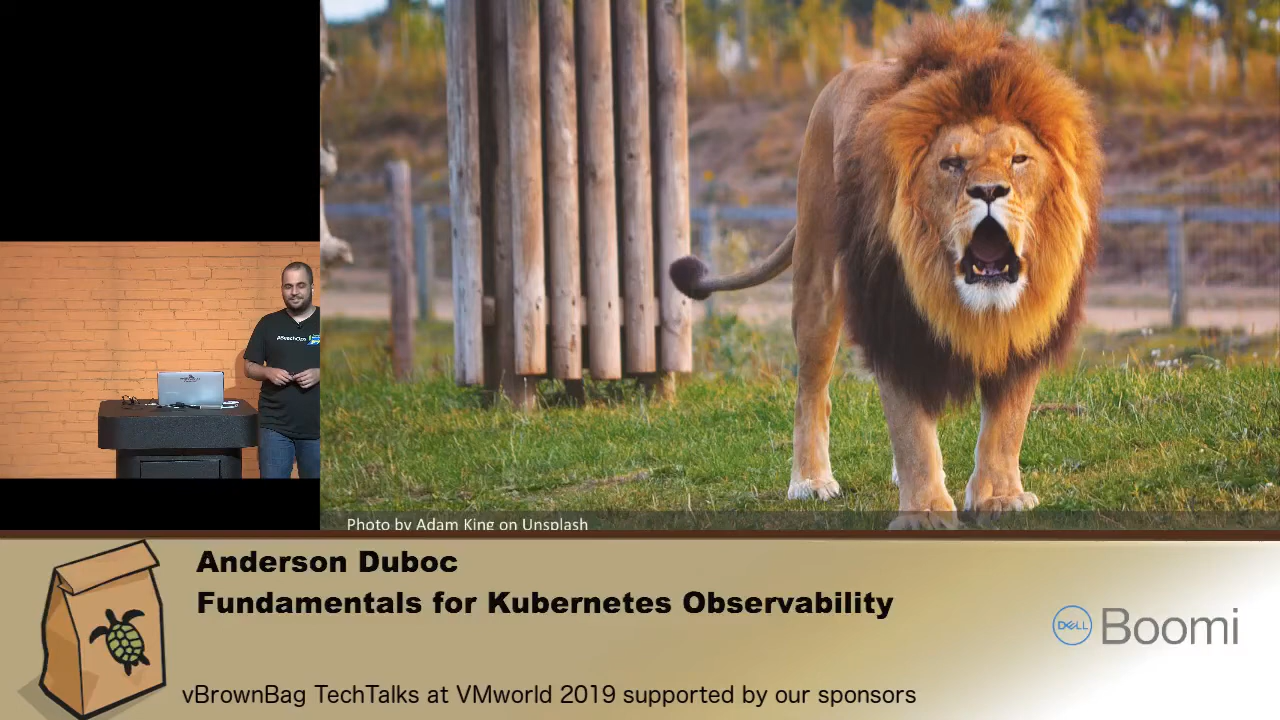 #BeachOps
Photo by Adam King on Unsplash
Anderson Duboc
Fundamentals for Kubernetes Observability
DELL Boomi
vBrownBag TechTalks at VMworld 2019 supported by our sponsors